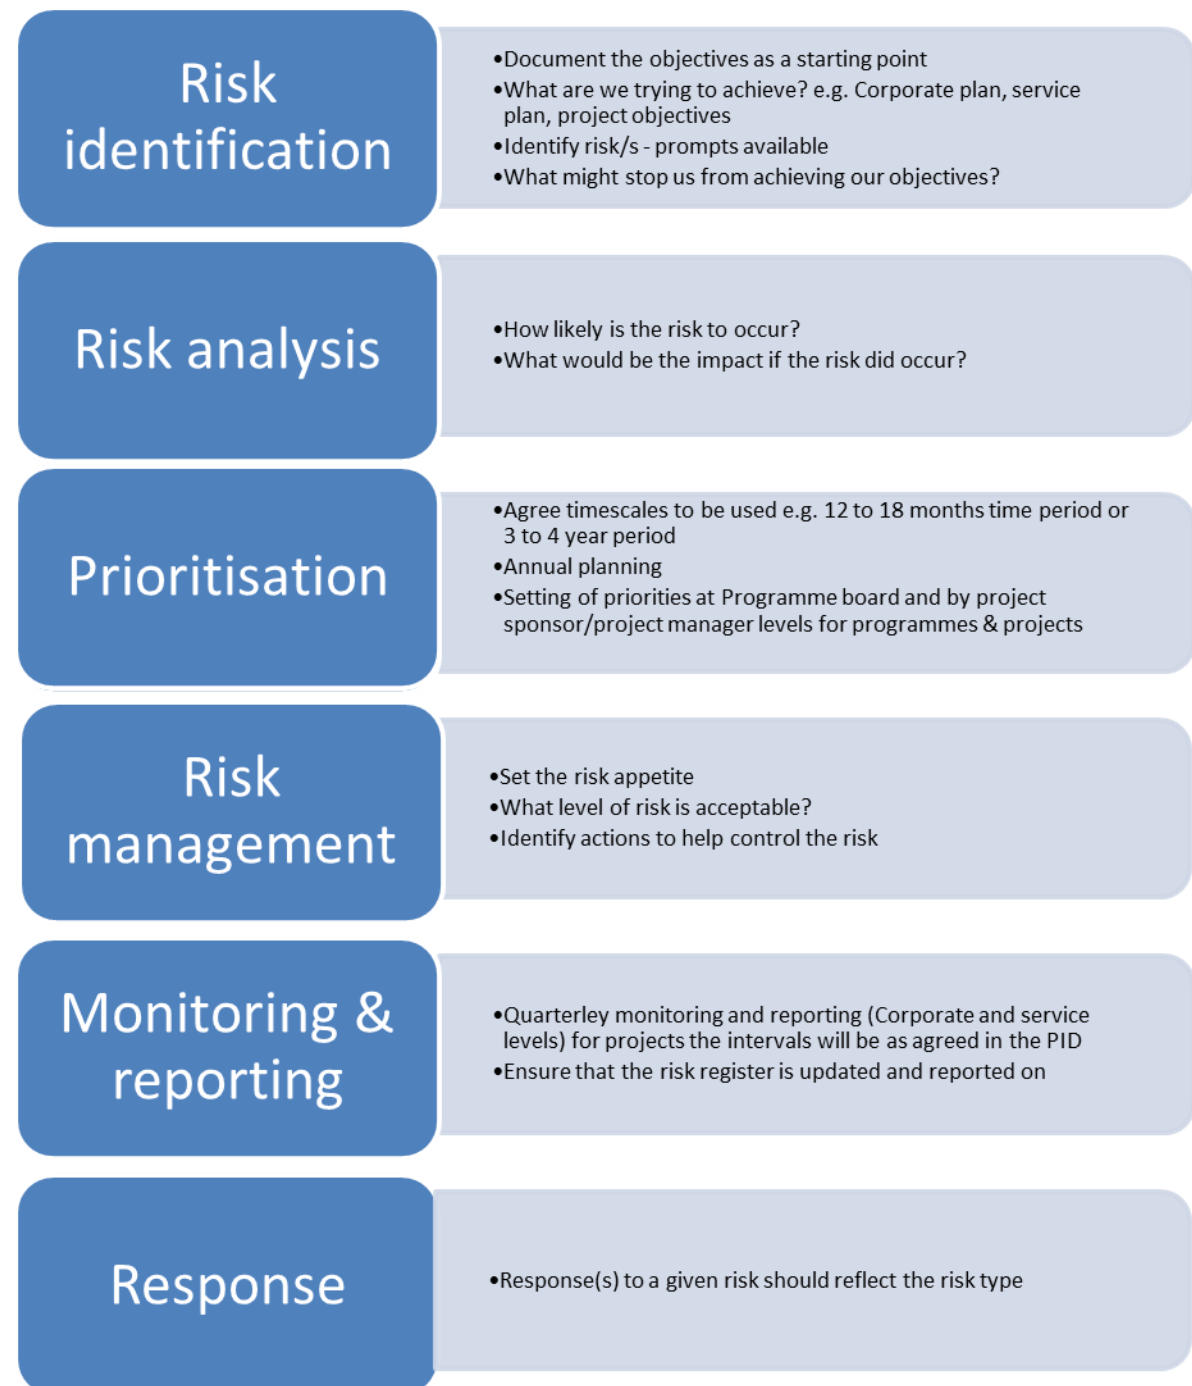 Risk
identification
•Document the objectives as a starting point
•What are we trying to achieve? e.g. Corporate plan, service
plan, project objectives
•Identify risk/s - prompts available
•What might stop us from achieving our objectives?
Risk analysis
•How likely is the risk to occur?
•What would be the impact if the risk did occur?
Prioritisation
•Agree timescales to be used e.g. 12 to 18 months time period or
3 to 4 year period
•Annual planning
•Setting of priorities at Programme board and by project
sponsor/project manager levels for programmes & projects
Risk
management
•Set the risk appetite
•What level of risk is acceptable?
•Identify actions to help control the risk
Monitoring &
reporting
•Quarterley monitoring and reporting (Corporate and service
levels) for projects the intervals will be as agreed in the PID
•Ensure that the risk register is updated and reported on
Response
•Response(s) to a given risk should reflect the risk type